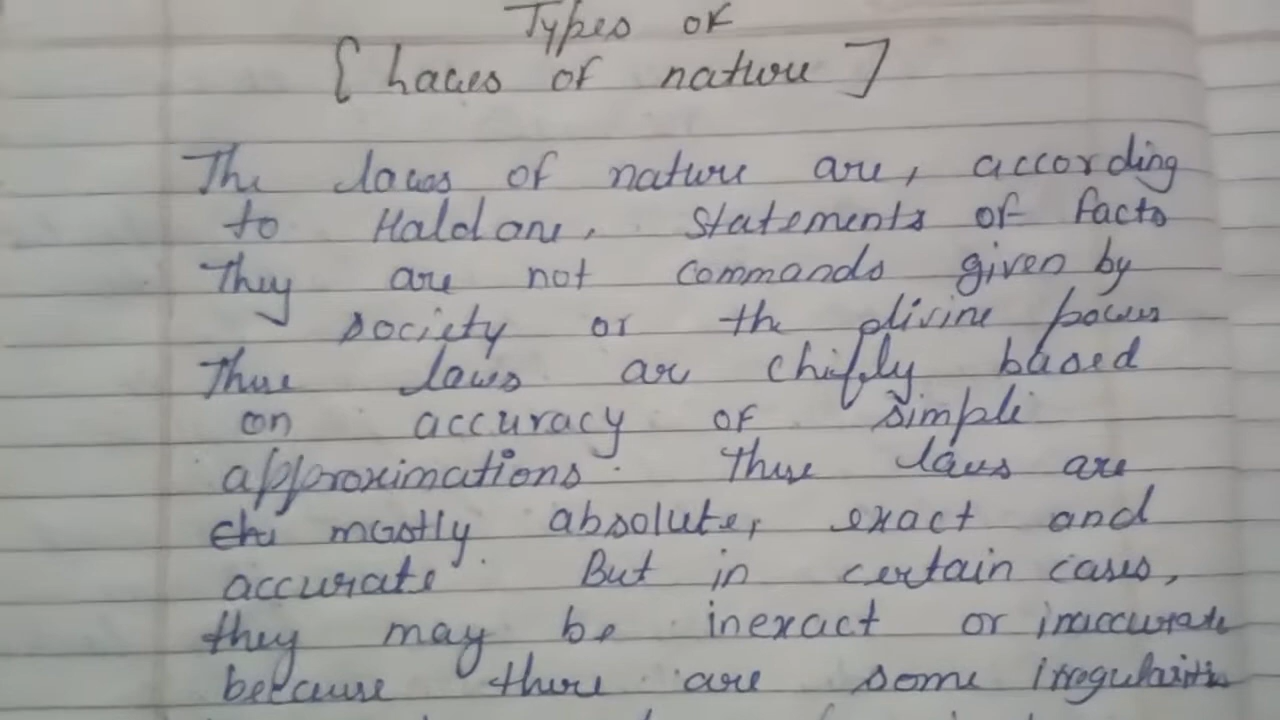 Types of
[ Laws of nature ]
The laws of nature are, according
to Haldane, statements of facts
They are not commands given by
society or the divine power
These laws are chiefly based
on accuracy of simple
approximations. These laws are
mostly absolute, exact and
accurate. But in certain cases,
they may be inexact or inaccurate
because there are some irregularities